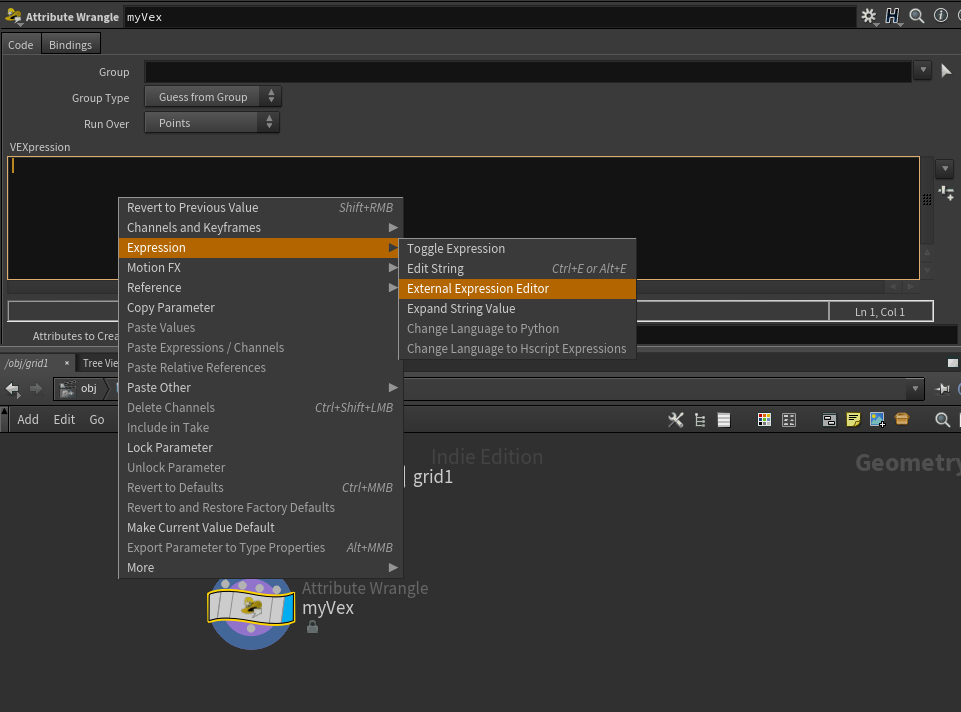 Attribute Wrangle myVex
Code Bindings
Group
Group Type Guess from Group
Run Over Points
VEXpression
Revert to Previous Value Shift+RMB
Channels and Keyframes
Expression
Motion FX
Reference
Copy Parameter
Paste Values
Paste Expressions / Channels
Paste Relative References
Paste Other
Delete Channels Ctrl+Shift+LMB
Include in Take
Lock Parameter
Unlock Parameter
Revert to Defaults Ctrl+MMB
Revert to and Restore Factory Defaults
Make Current Value Default
Export Parameter to Type Properties Alt+MMB
More
Toggle Expression
Edit String Ctrl+E or Alt+E
External Expression Editor
Expand String Value
Change Language to Python
Change Language to Hscript Expressions
Ln 1, Col 1
Attributes to Crea
/obj/grid1 × Tree Vie
obj
Add Edit Go
Indie Edition
Geometry
grid1
Attribute Wrangle
myVex